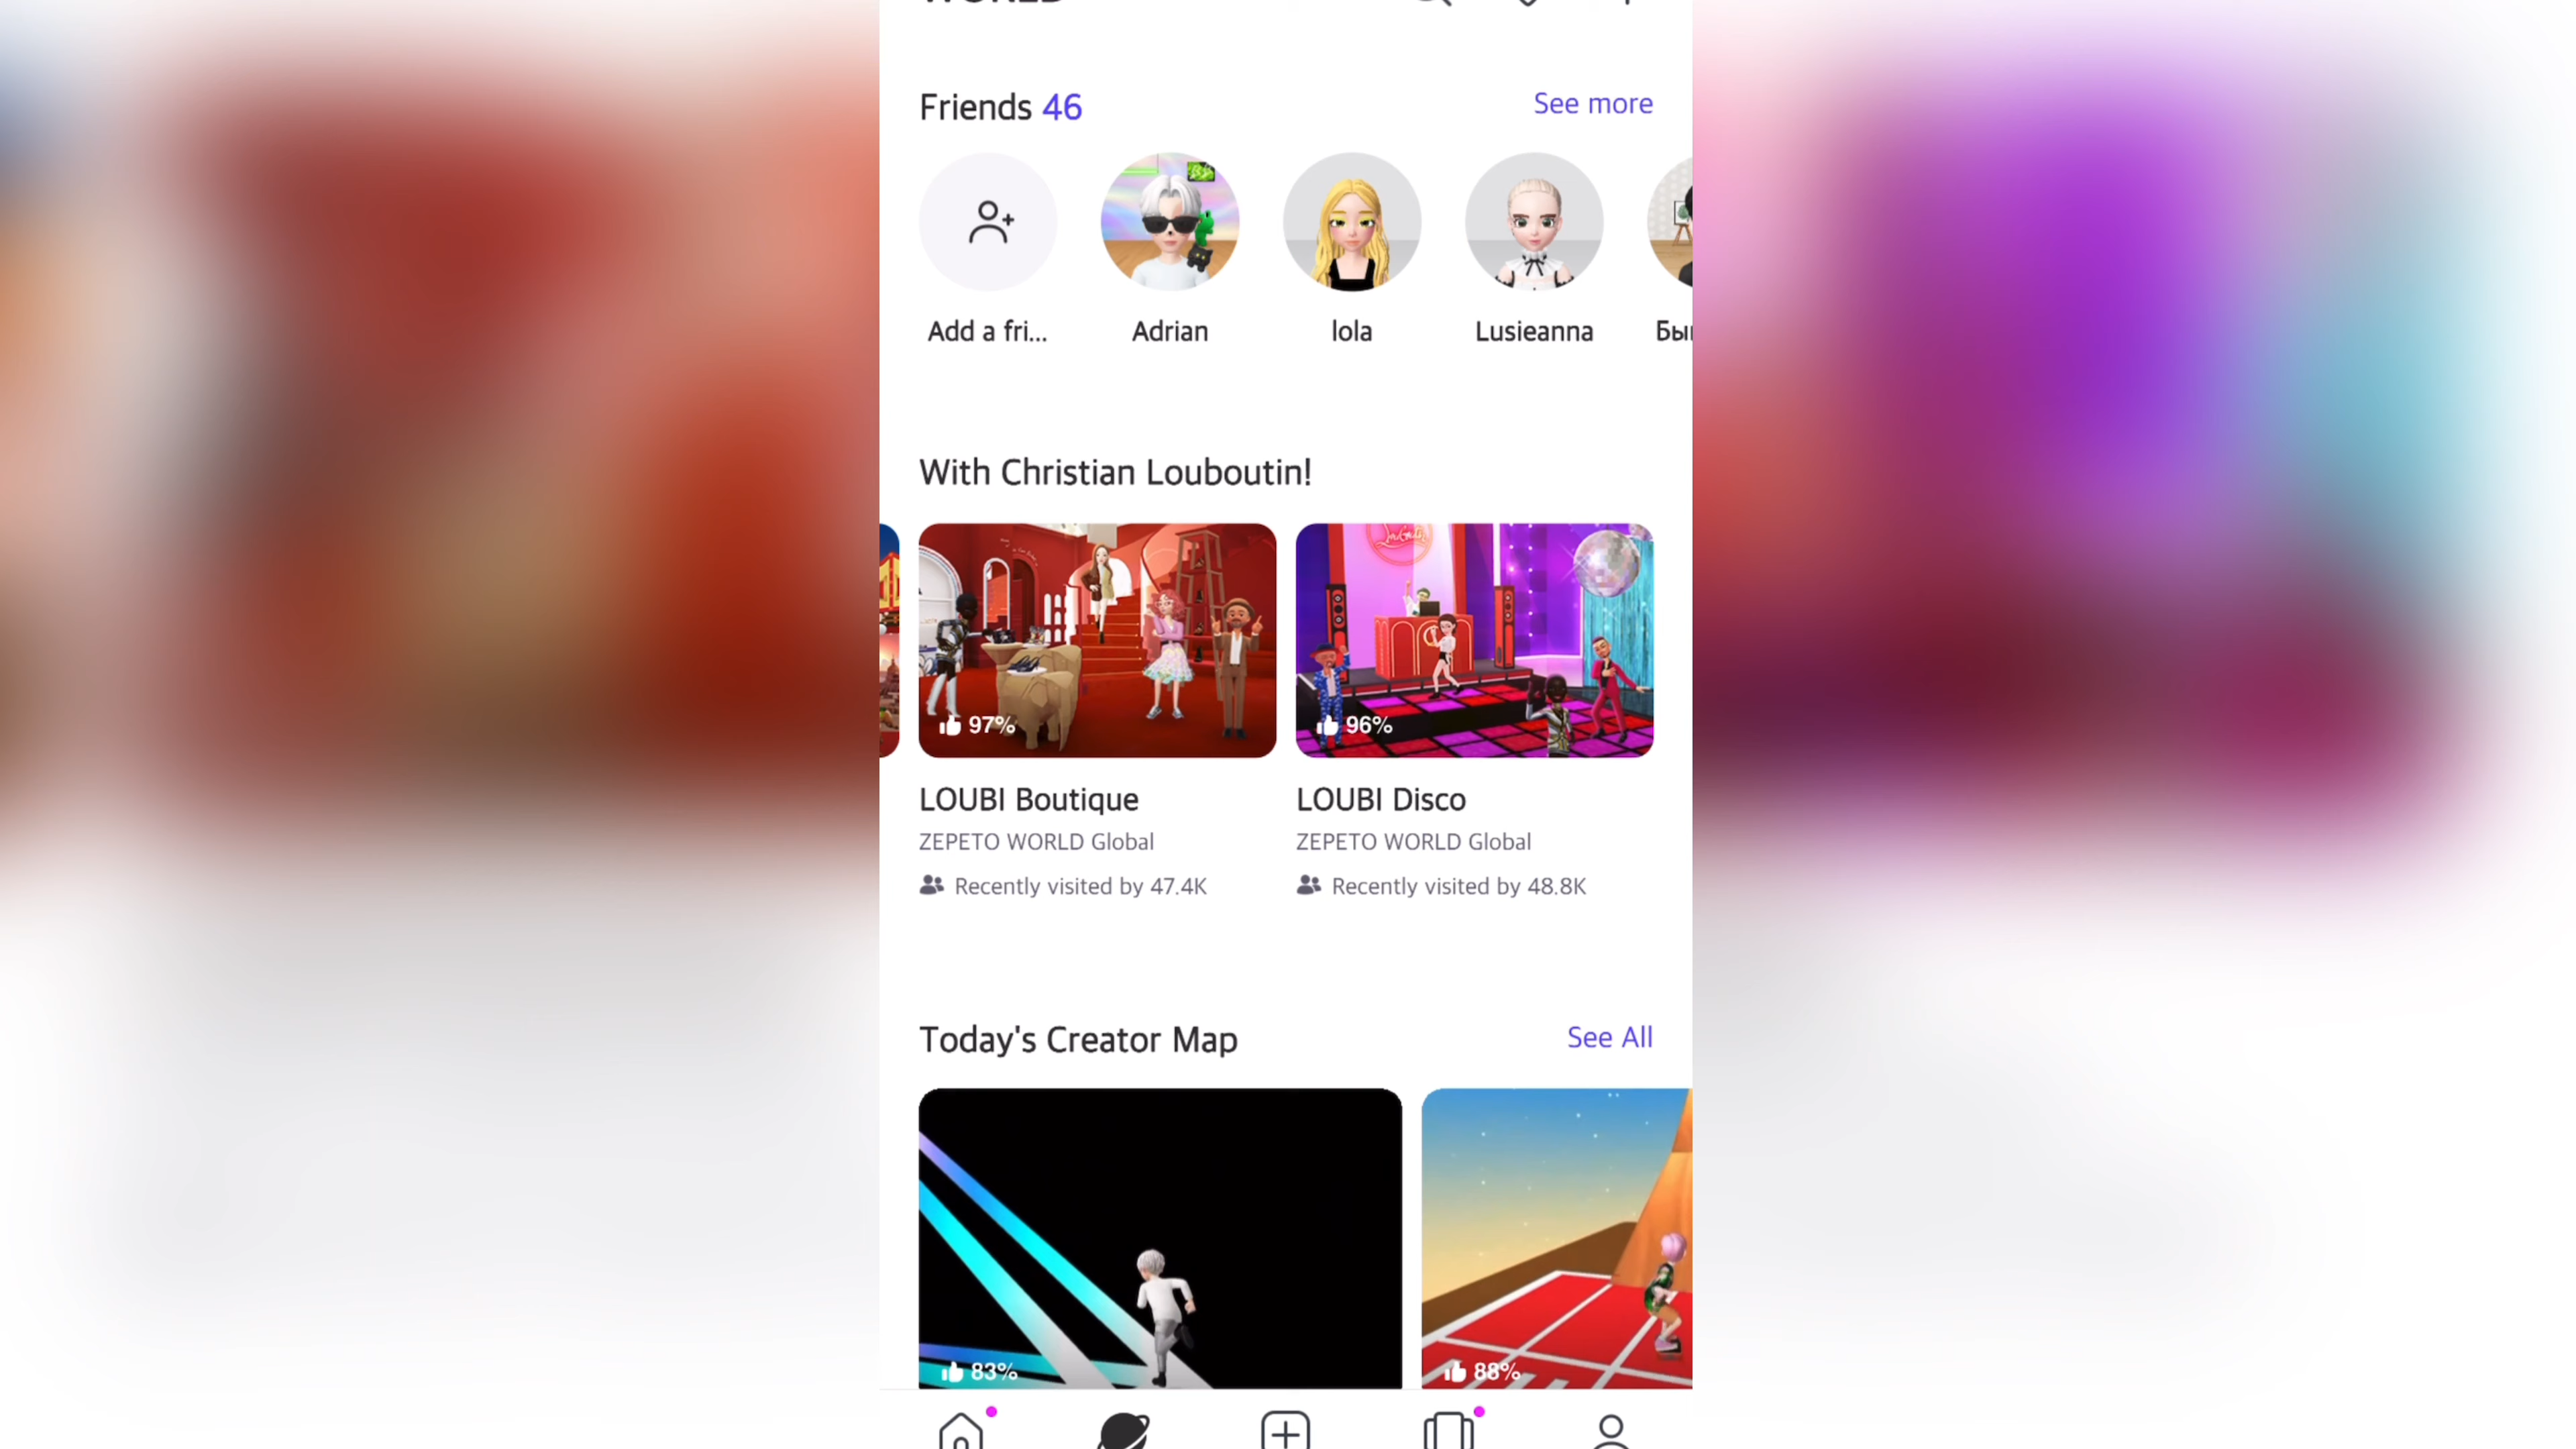 WORLD
Friends 46
See more
Add a fri...
Adrian
lola
Lusieanna
With Christian Louboutin!
97%
96%
LOUBI Boutique
LOUBI Disco
ZEPETO WORLD Global
ZEPETO WORLD Global
Recently visited by 47.4K
Recently visited by 48.8K
Today's Creator Map
See All
83%
88%